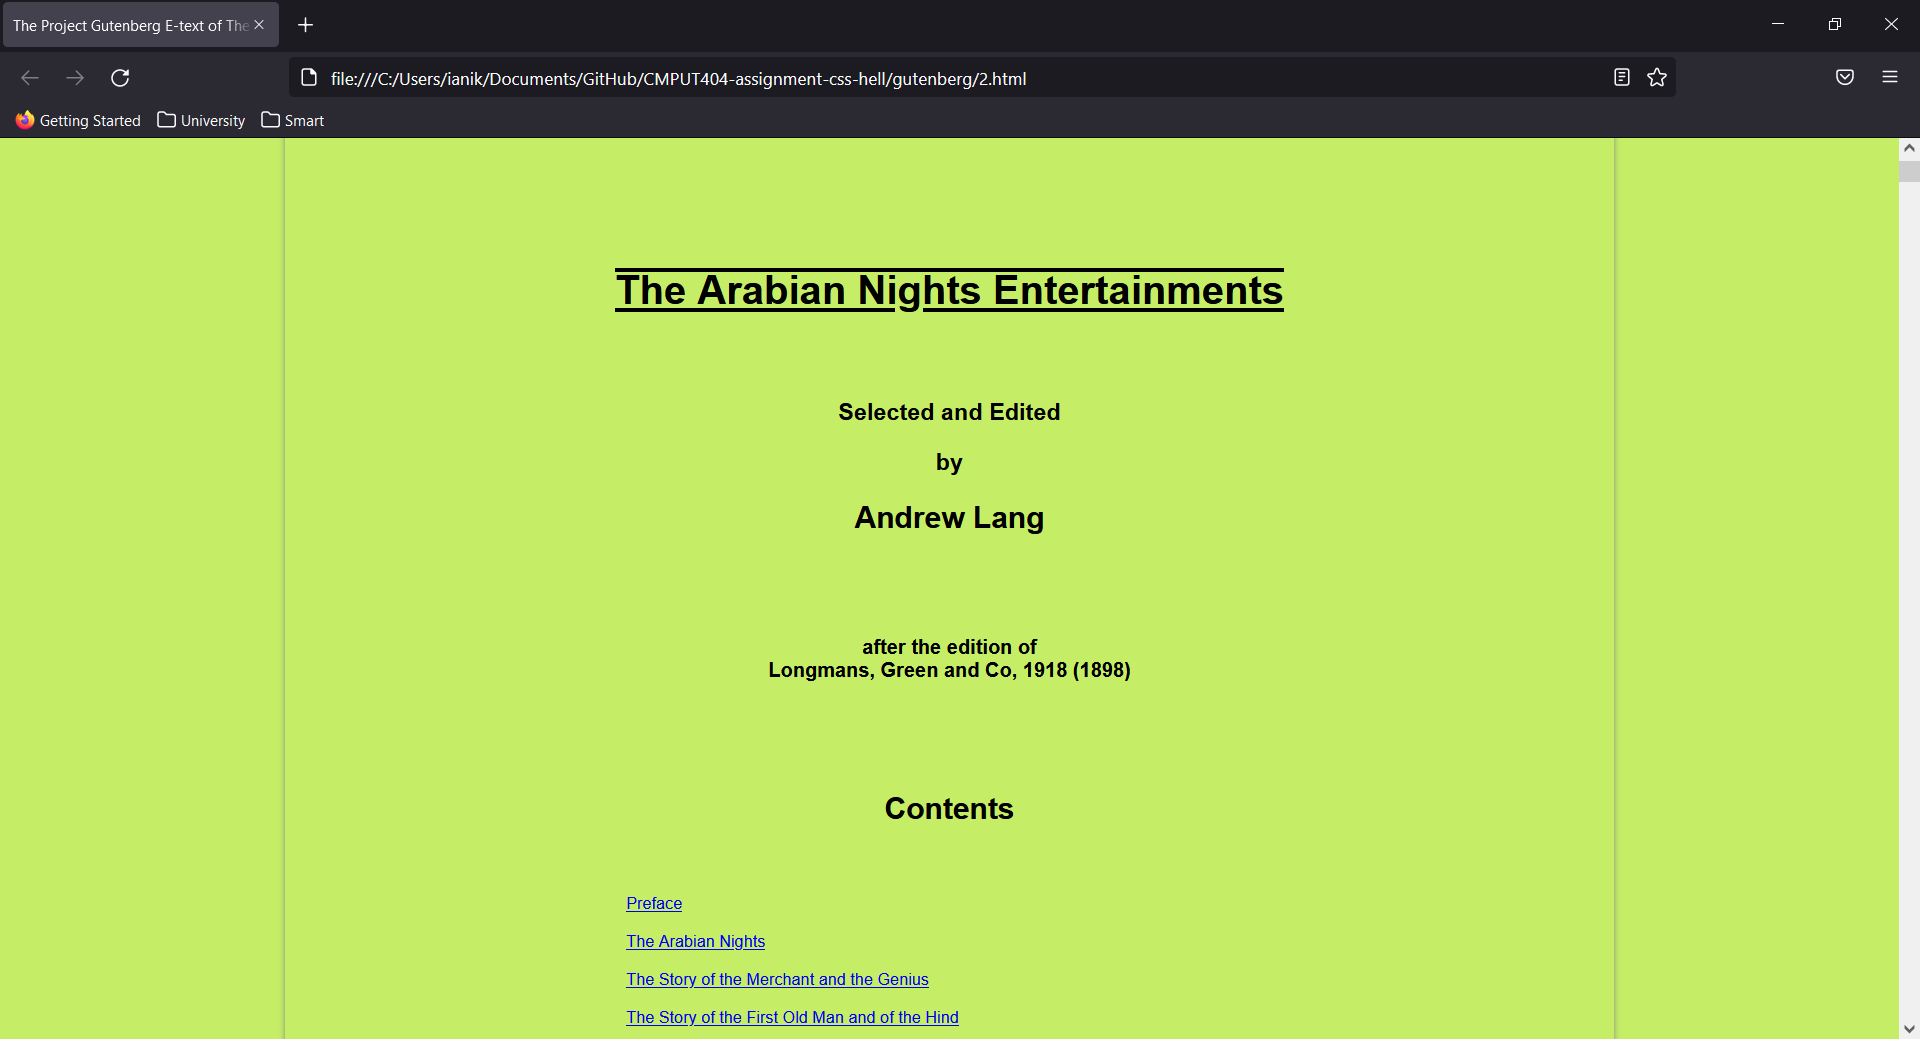 The Project Gutenberg E-text of The
file:///C:/Users/ianik/Documents/GitHub/CMPUT404-assignment-css-hell/gutenberg/2.html
Getting Started University Smart
The Arabian Nights Entertainments
Selected and Edited
by
Andrew Lang
after the edition of
Longmans, Green and Co, 1918 (1898)
Contents
Preface
The Arabian Nights
The Story of the Merchant and the Genius
The Story of the First Old Man and of the Hind